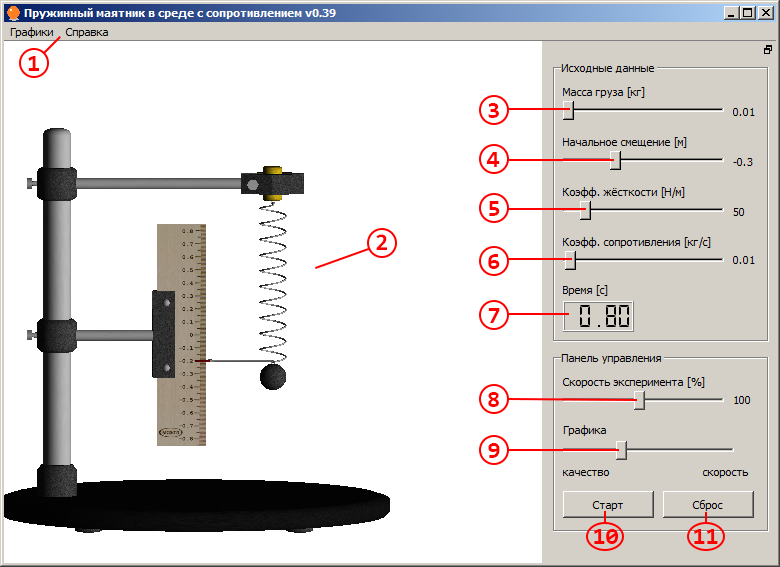 Пружинный маятник в среде с сопротивлением v0.39
Графики Справка
1
Исходные данные
Масса груза [кг]
3
0.01
Начальное смещение [м]
4
-0.3
Коэфф. жёсткости [Н/м]
5
50
Коэфф. сопротивления [кг/с]
6
0.01
Время [с]
7
0.80
2
0.8
0.7
0.6
0.5
0.4
0.3
0.2
0.1
0
-0.1
-0.2
-0.3
-0.4
-0.5
-0.6
-0.7
-0.8
Панель управления
Скорость эксперимента [%]
8
100
Графика
9
качество скорость
Старт Сброс
10 11